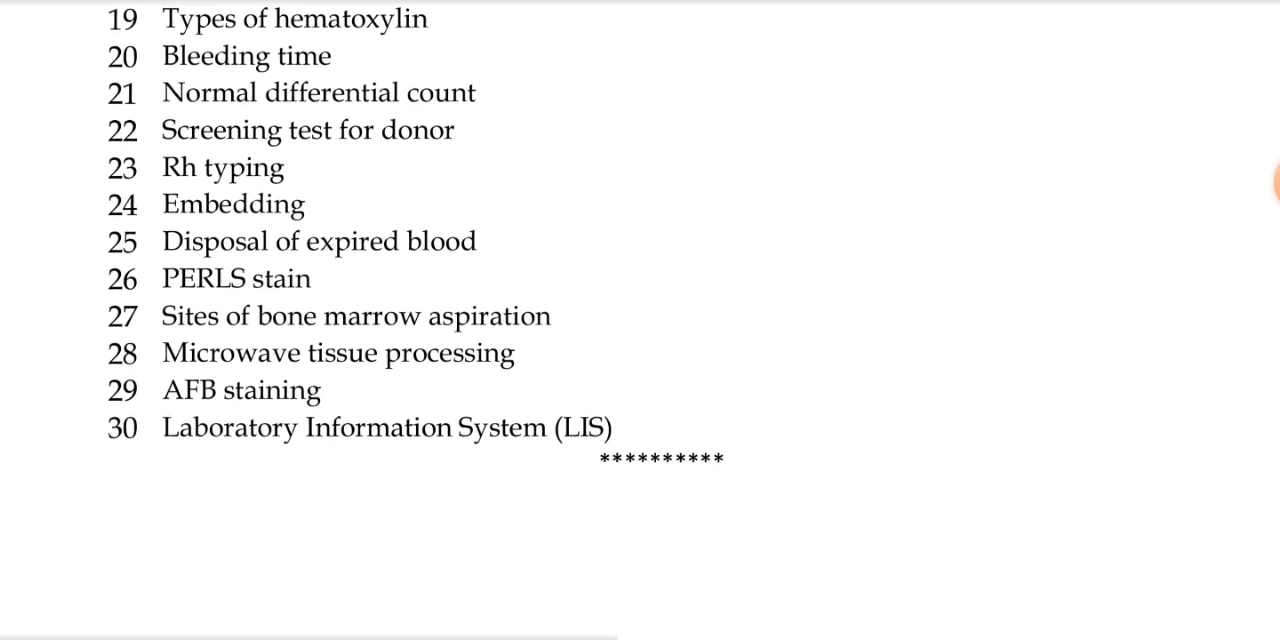 19 Types of hematoxylin
20 Bleeding time
21 Normal differential count
22 Screening test for donor
23 Rh typing
24 Embedding
25 Disposal of expired blood
26 PERLS stain
27 Sites of bone marrow aspiration
28 Microwave tissue processing
29 AFB staining
30 Laboratory Information System (LIS)
**********